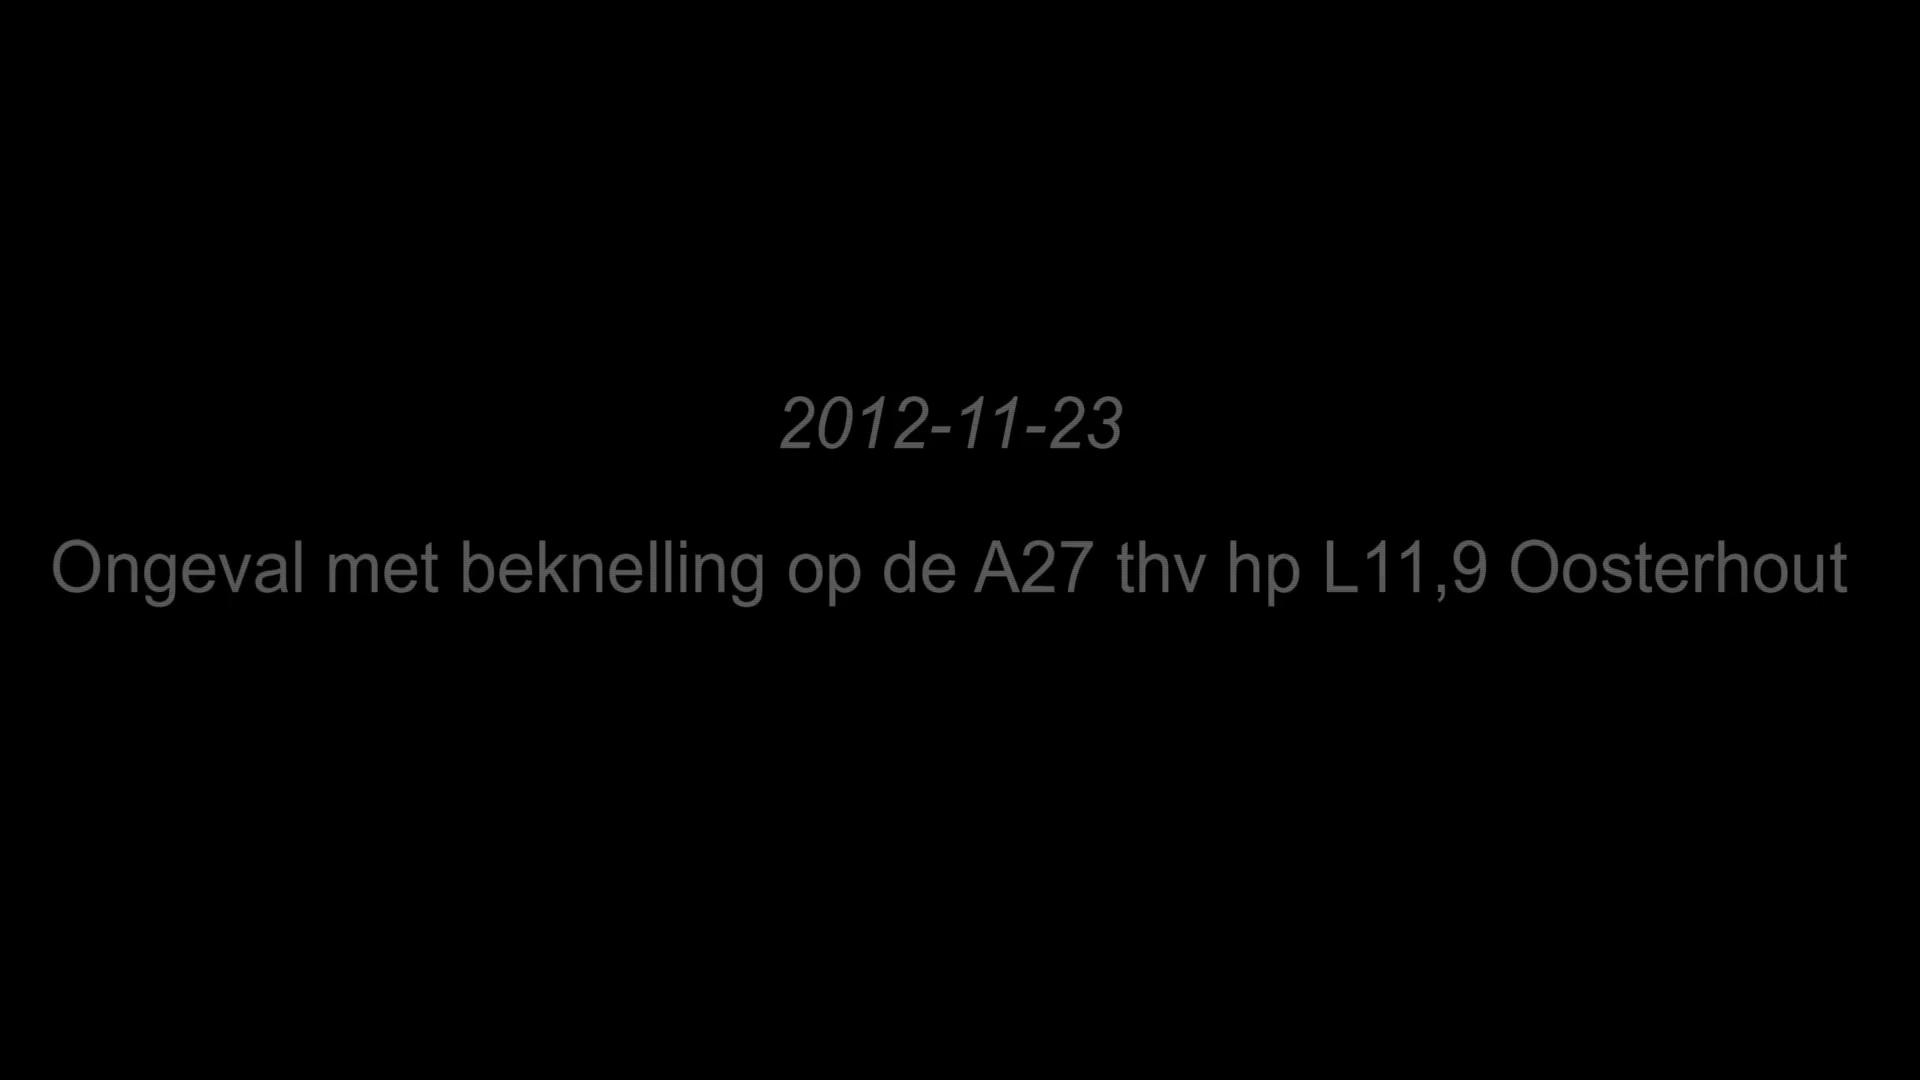 2012-11-23
Ongeval met beknelling op de A27 thv hp L11,9 Oosterhout